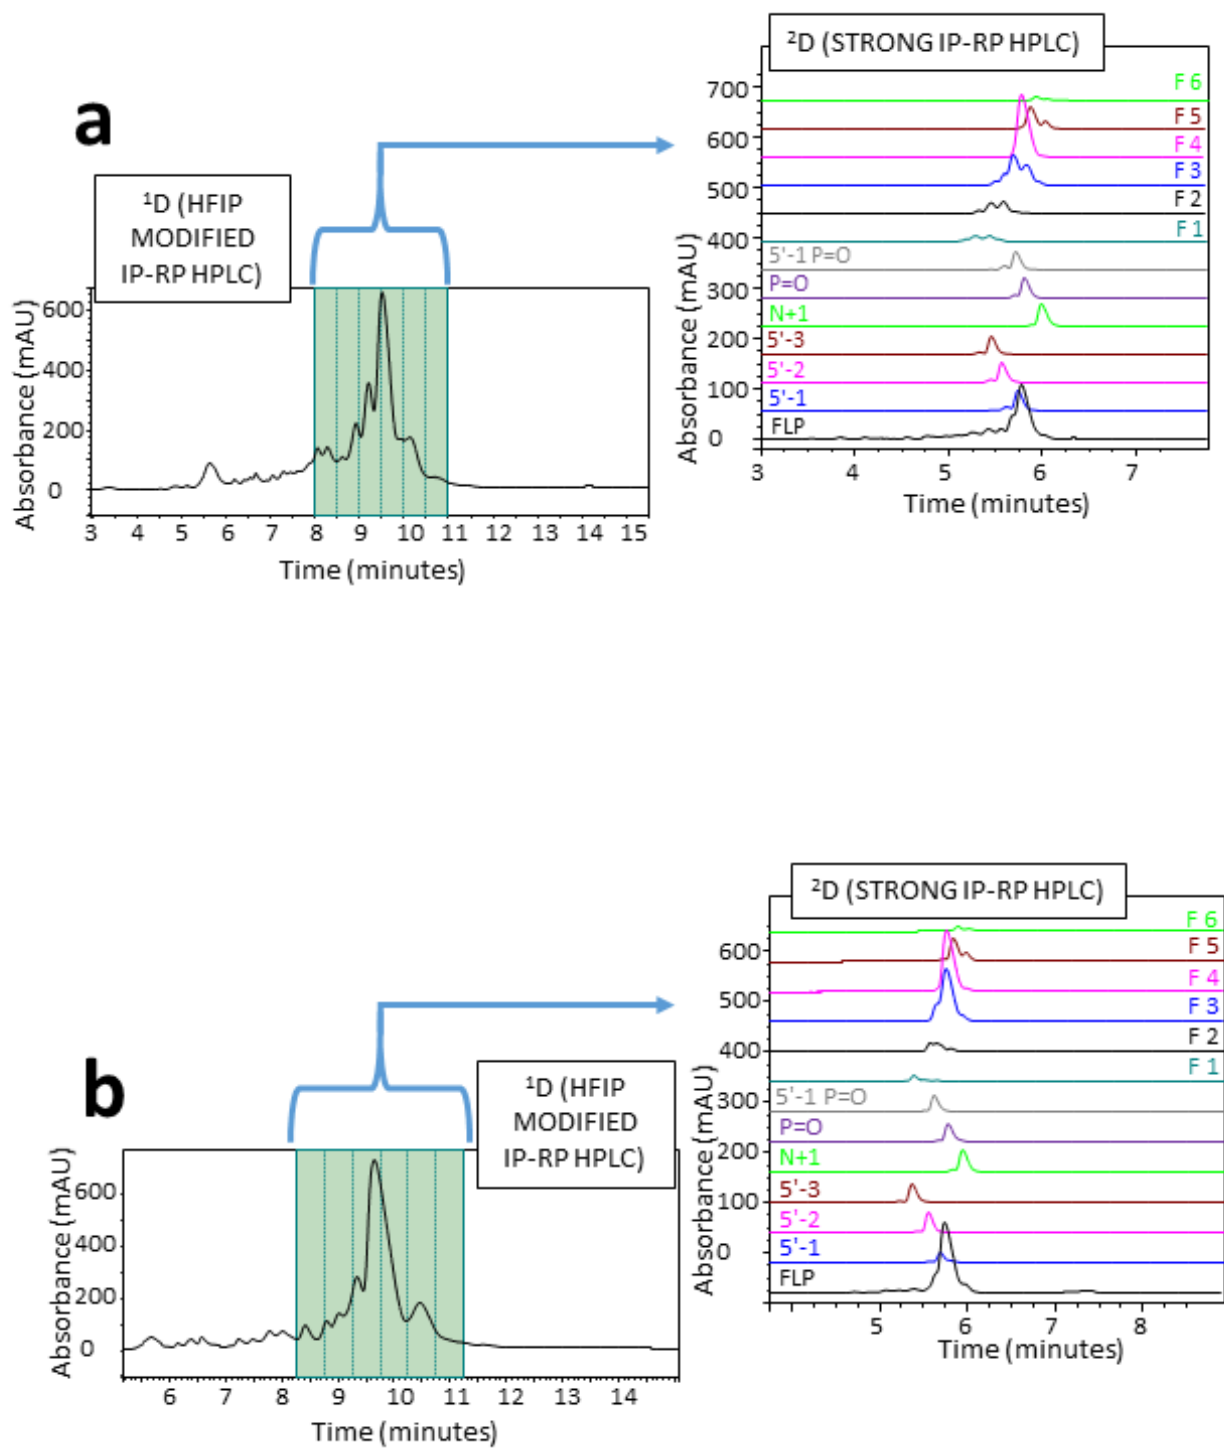 a
¹D (HFIP
MODIFIED
IP-RP HPLC)
Absorbance (mAU)
600
400
200
0
3 4 5 6 7 8 9 10 11 12 13 14 15
Time (minutes)
²D (STRONG IP-RP HPLC)
Absorbance (mAU)
700
600
500
400
300
200
100
0
F 6
F 5
F 4
F 3
F 2
F 1
5'-1 P=O
P=O
N+1
5'-3
5'-2
5'-1
FLP
3 4 5 6 7
Time (minutes)
b
¹D (HFIP
MODIFIED
IP-RP HPLC)
Absorbance (mAU)
600
400
200
0
6 7 8 9 10 11 12 13 14
Time (minutes)
²D (STRONG IP-RP HPLC)
Absorbance (mAU)
600
500
400
300
200
100
0
F 6
F 5
F 4
F 3
F 2
F 1
5'-1 P=O
P=O
N+1
5'-3
5'-2
5'-1
FLP
5 6 7 8
Time (minutes)